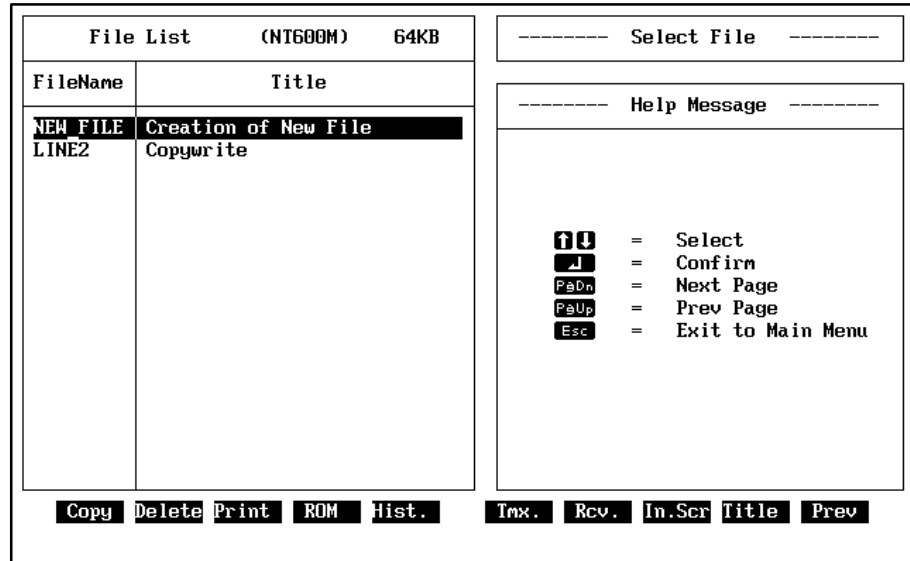 File List (NT600M) 64KB
FileName Title
NEW_FILE Creation of New File
LINE2 Copywrite
-------- Select File --------
-------- Help Message --------
↑↓ = Select
↵ = Confirm
PgDn = Next Page
PgUp = Prev Page
Esc = Exit to Main Menu
Copy Delete Print ROM Hist. Tmx. Rcv. In.Scr Title Prev